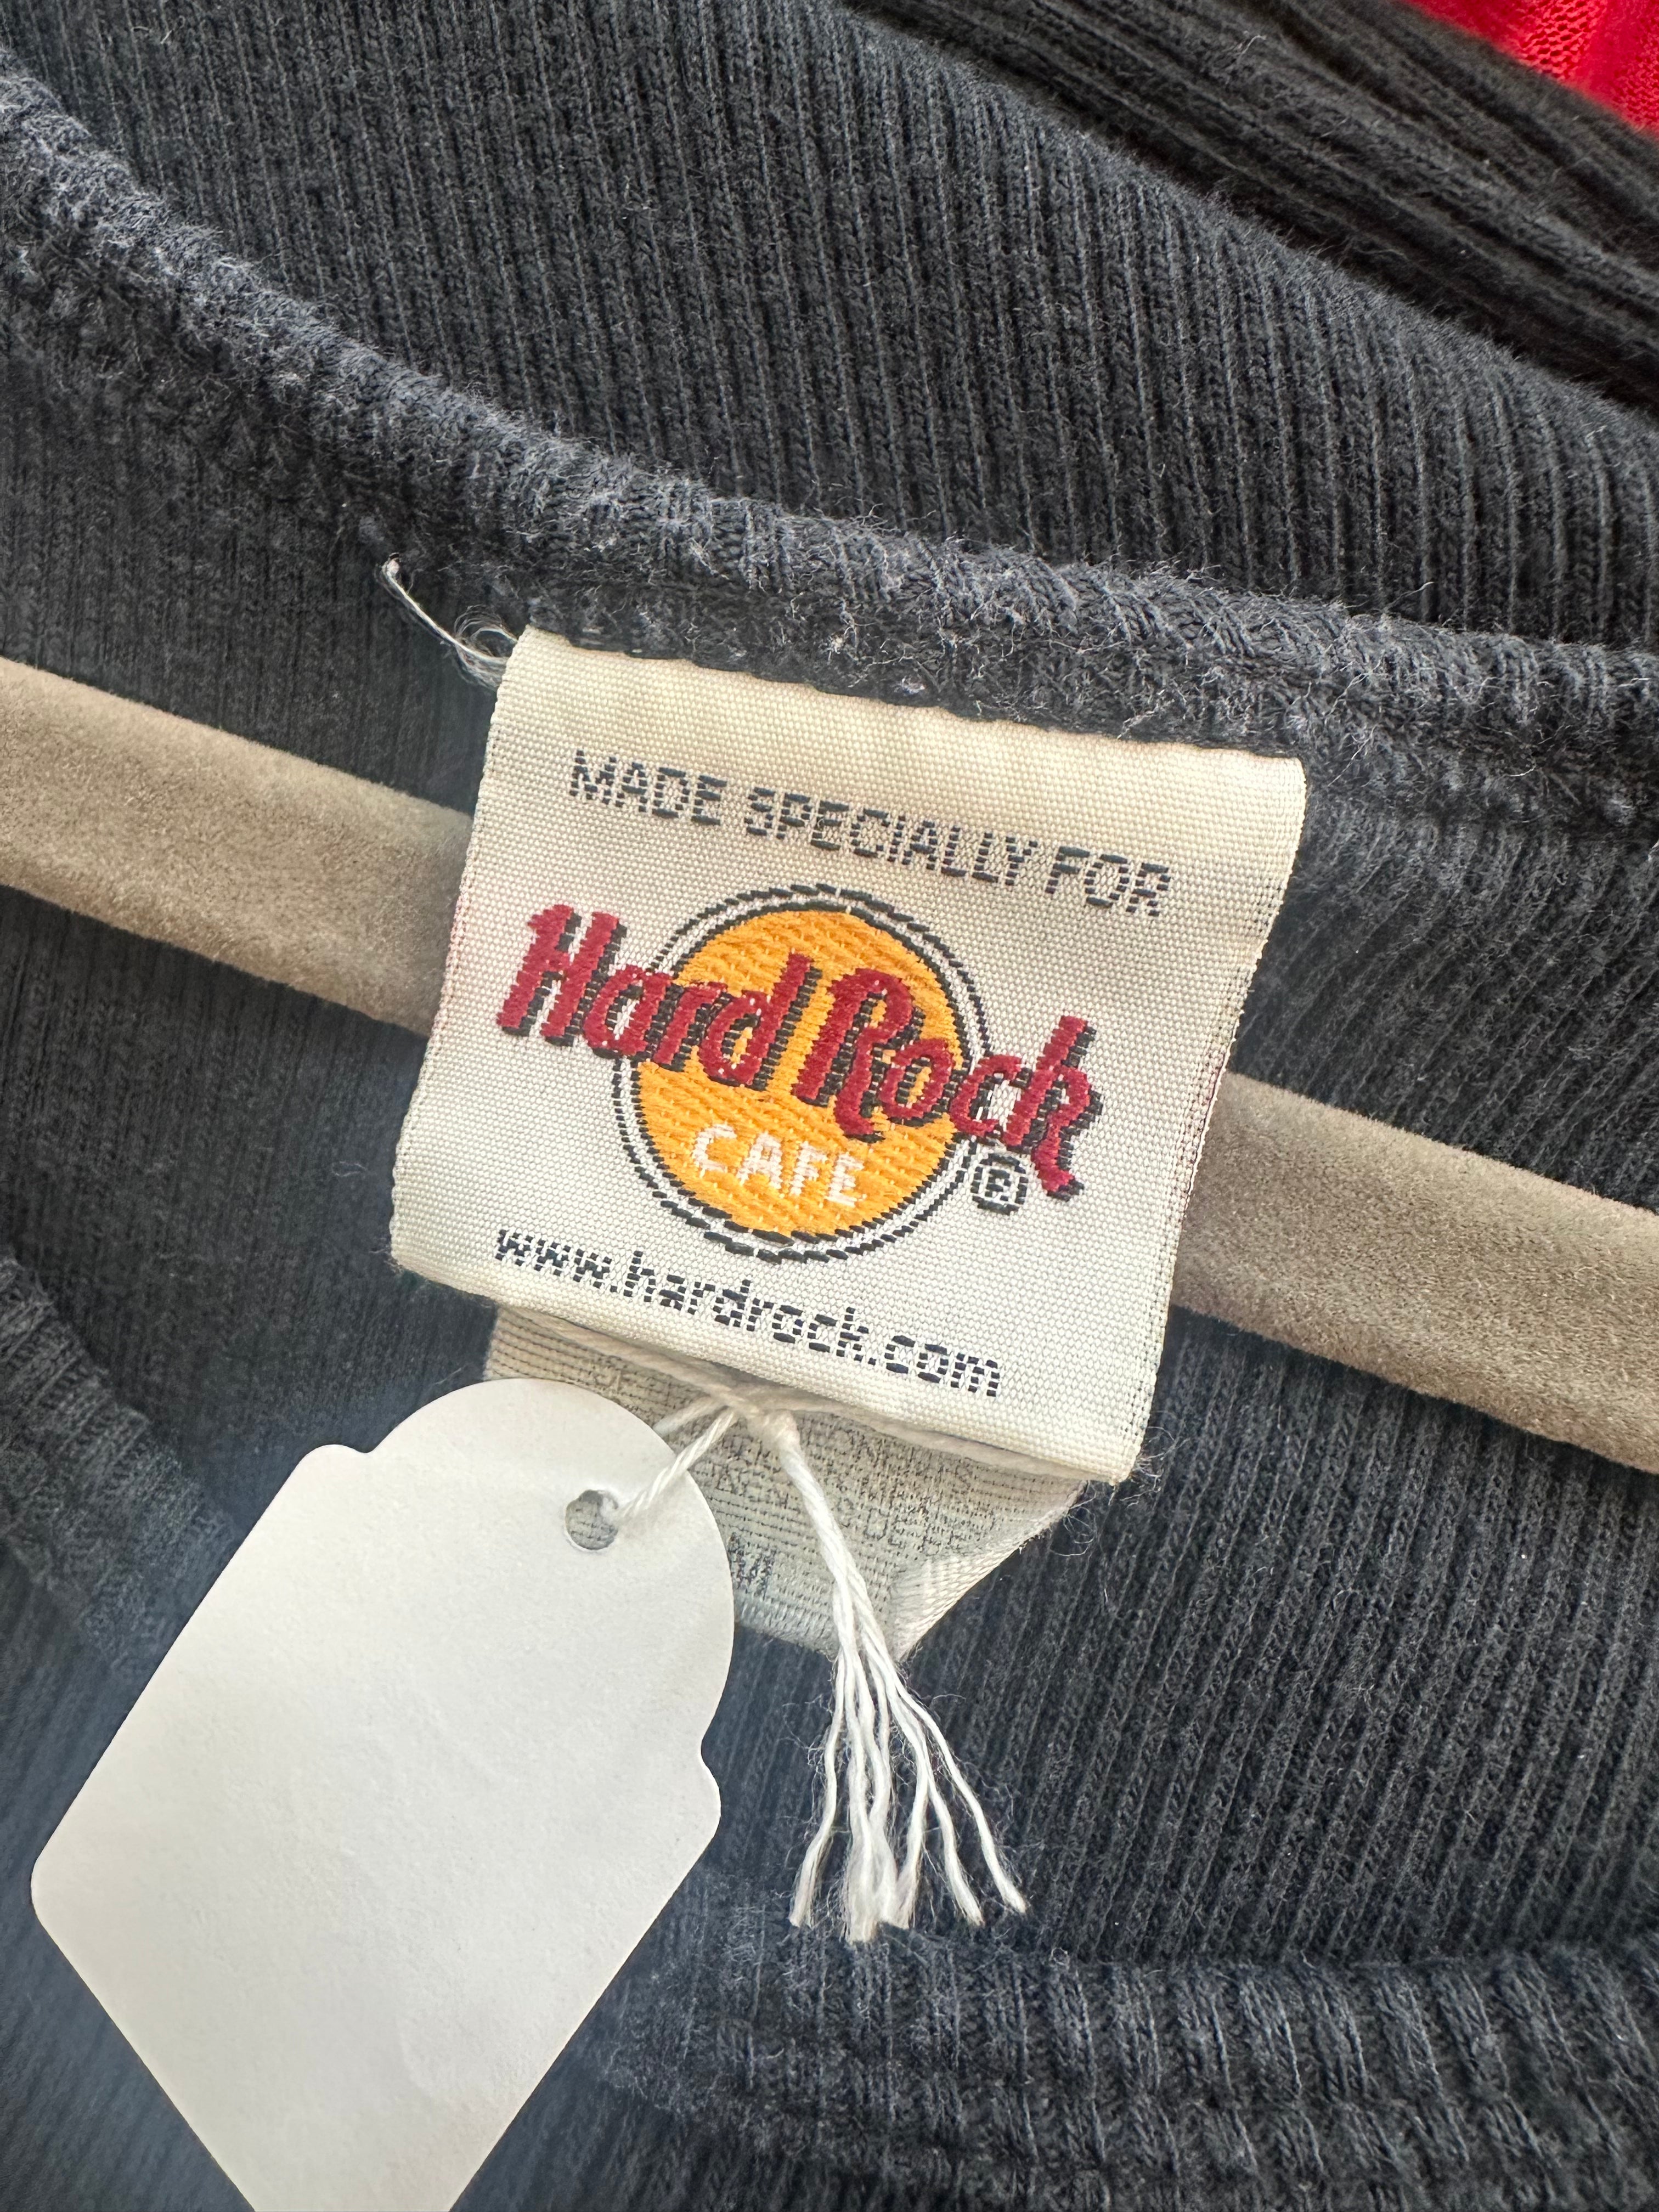 MADE SPECIALLY FOR
Hard Rock
CAFE
®
www.hardrock.com
M